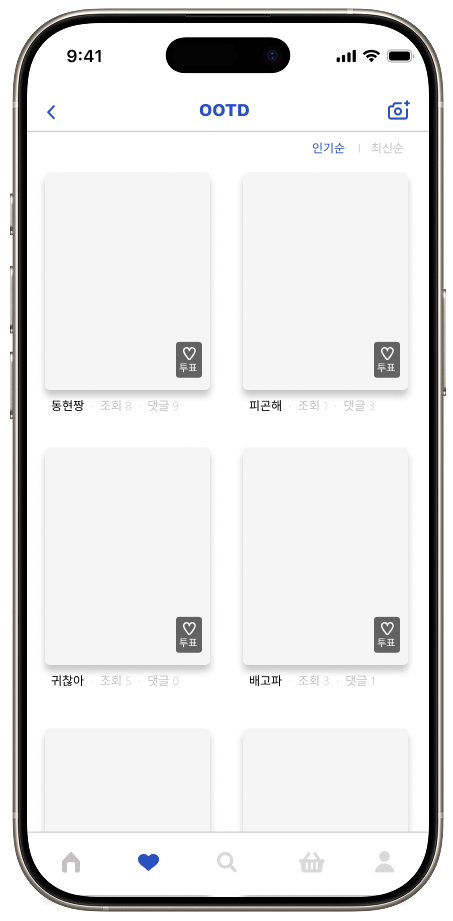 9:41
OOTD
인기순 | 최신순
투표
투표
동현짱 · 조회 8 · 댓글 9
피곤해 · 조회 1 · 댓글 3
투표
투표
귀찮아 · 조회 5 · 댓글 0
배고파 · 조회 3 · 댓글 1